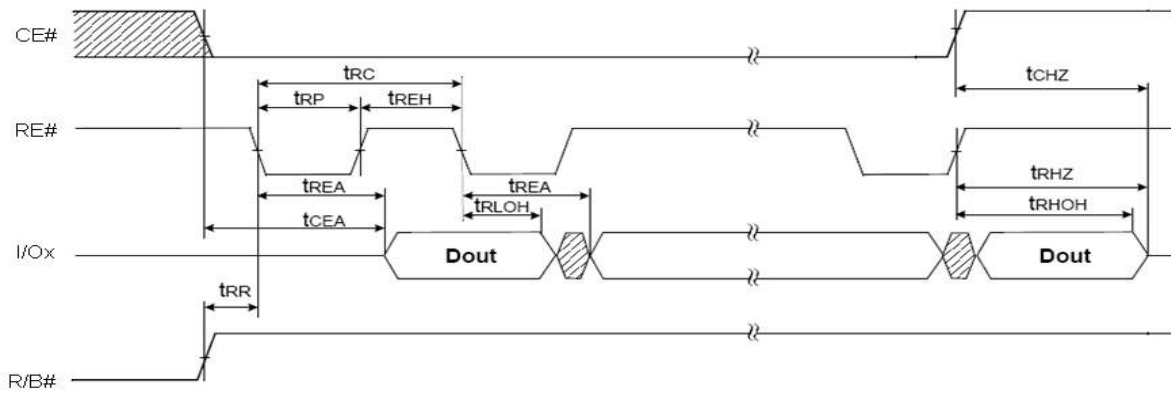 CE#
tRC
tCHZ
tRP
tREH
RE#
tREA
tREA
tRHZ
tCEA
tRLOH
tRHOH
I/Ox
Dout
Dout
tRR
R/B#